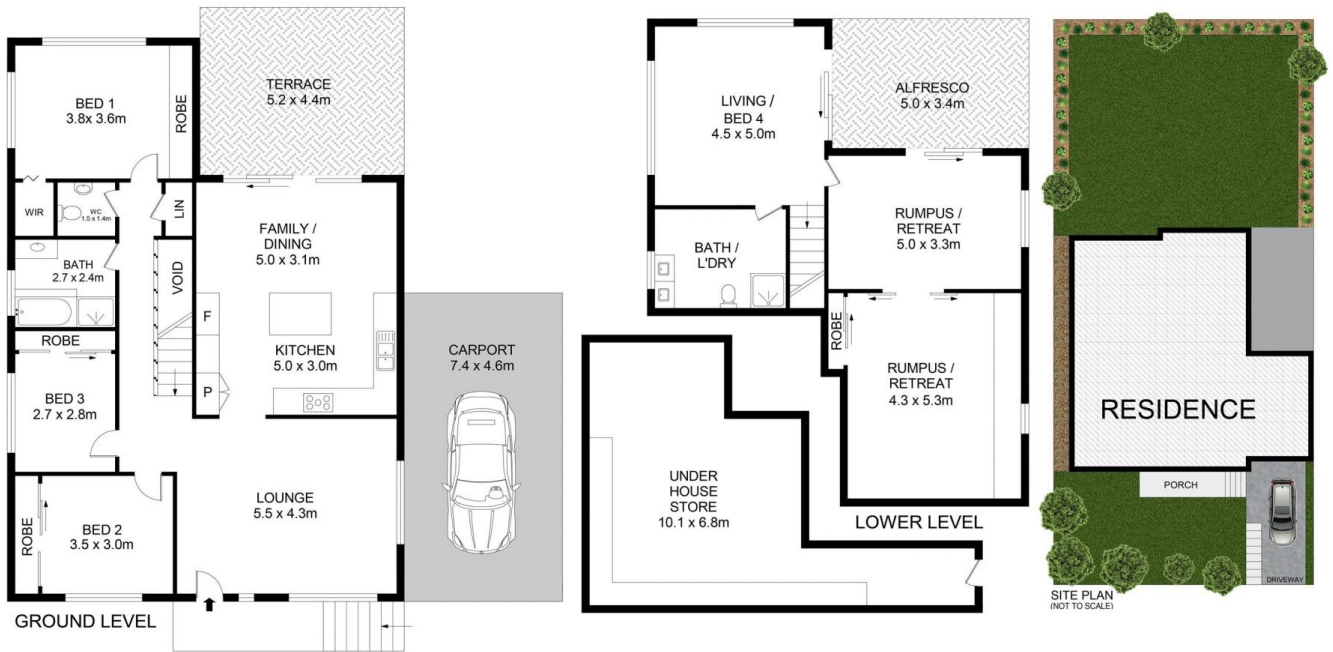 BED 1
3.8x 3.6m
ROBE
TERRACE
5.2 x 4.4m
WIR
WC
1.5 x 1.4m
LIN
BATH
2.7 x 2.4m
VOID
FAMILY /
DINING
5.0 x 3.1m
F
KITCHEN
5.0 x 3.0m
P
ROBE
BED 3
2.7 x 2.8m
CARPORT
7.4 x 4.6m
ROBE
BED 2
3.5 x 3.0m
LOUNGE
5.5 x 4.3m
GROUND LEVEL
LIVING /
BED 4
4.5 x 5.0m
ALFRESCO
5.0 x 3.4m
BATH /
L'DRY
RUMPUS /
RETREAT
5.0 x 3.3m
ROBE
RUMPUS /
RETREAT
4.3 x 5.3m
UNDER
HOUSE
STORE
10.1 x 6.8m
LOWER LEVEL
RESIDENCE
PORCH
DRIVEWAY
SITE PLAN
(NOT TO SCALE)